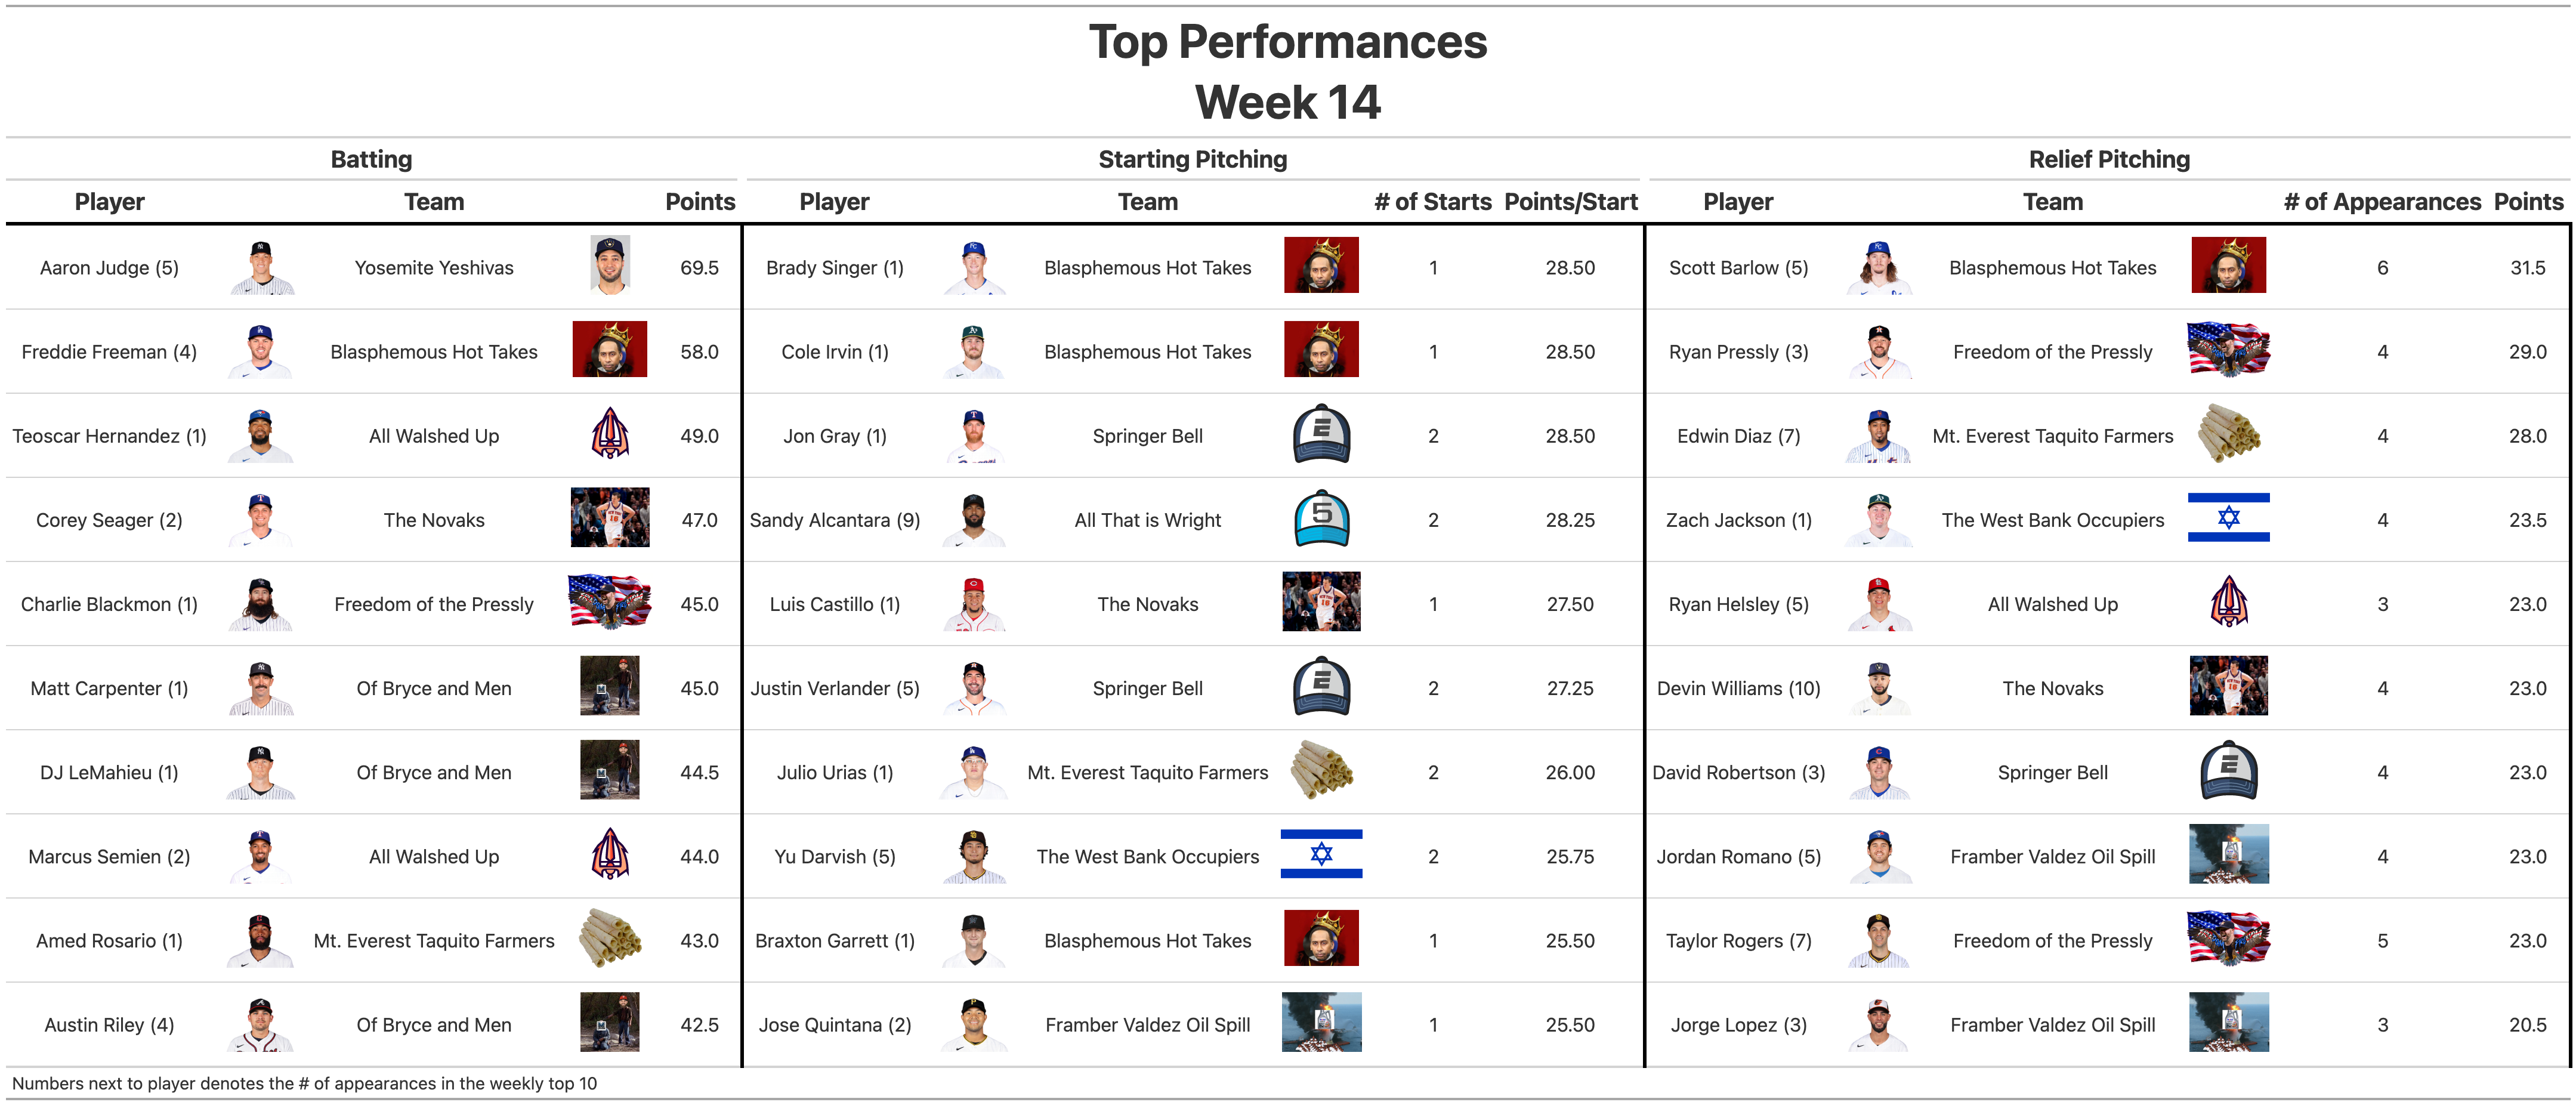 Top Performances
Week 14
Batting Starting Pitching Relief Pitching
Player Team Points Player Team # of Starts Points/Start Player Team # of Appearances Points
Aaron Judge (5) Yosemite Yeshivas 69.5 Brady Singer (1) Blasphemous Hot Takes 1 28.50 Scott Barlow (5) Blasphemous Hot Takes 6 31.5
Freddie Freeman (4) Blasphemous Hot Takes 58.0 Cole Irvin (1) Blasphemous Hot Takes 1 28.50 Ryan Pressly (3) Freedom of the Pressly 4 29.0
Teoscar Hernandez (1) All Walshed Up 49.0 Jon Gray (1) Springer Bell 2 28.50 Edwin Diaz (7) Mt. Everest Taquito Farmers 4 28.0
Corey Seager (2) The Novaks 47.0 Sandy Alcantara (9) All That is Wright 5 2 28.25 Zach Jackson (1) The West Bank Occupiers 4 23.5
Charlie Blackmon (1) Freedom of the Pressly 45.0 Luis Castillo (1) The Novaks 1 27.50 Ryan Helsley (5) All Walshed Up 3 23.0
Matt Carpenter (1) Of Bryce and Men 45.0 Justin Verlander (5) Springer Bell 2 27.25 Devin Williams (10) The Novaks 4 23.0
DJ LeMahieu (1) Of Bryce and Men 44.5 Julio Urias (1) Mt. Everest Taquito Farmers 2 26.00 David Robertson (3) Springer Bell 4 23.0
Marcus Semien (2) All Walshed Up 44.0 Yu Darvish (5) The West Bank Occupiers 2 25.75 Jordan Romano (5) Framber Valdez Oil Spill 4 23.0
Amed Rosario (1) Mt. Everest Taquito Farmers 43.0 Braxton Garrett (1) Blasphemous Hot Takes 1 25.50 Taylor Rogers (7) Freedom of the Pressly 5 23.0
Austin Riley (4) Of Bryce and Men 42.5 Jose Quintana (2) Framber Valdez Oil Spill 1 25.50 Jorge Lopez (3) Framber Valdez Oil Spill 3 20.5
Numbers next to player denotes the # of appearances in the weekly top 10